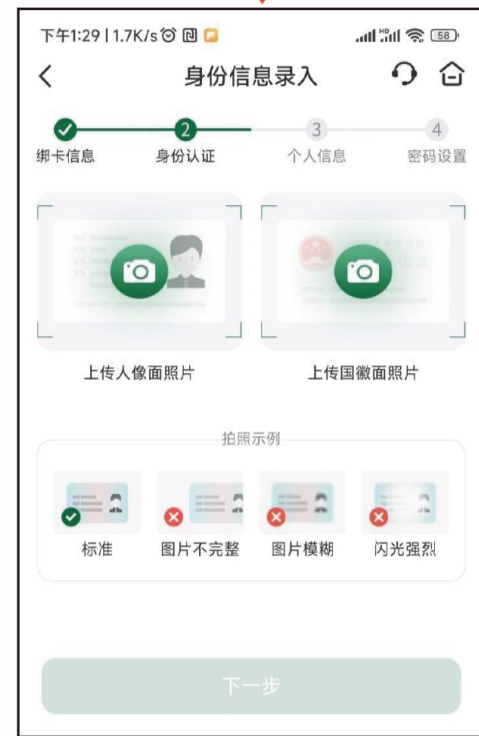 下午1:29 | 1.7K/s
HD
58
身份信息录入
2
3
4
绑卡信息
身份认证
个人信息
密码设置
上传人像面照片
上传国徽面照片
拍照示例
标准
图片不完整
图片模糊
闪光强烈
下一步